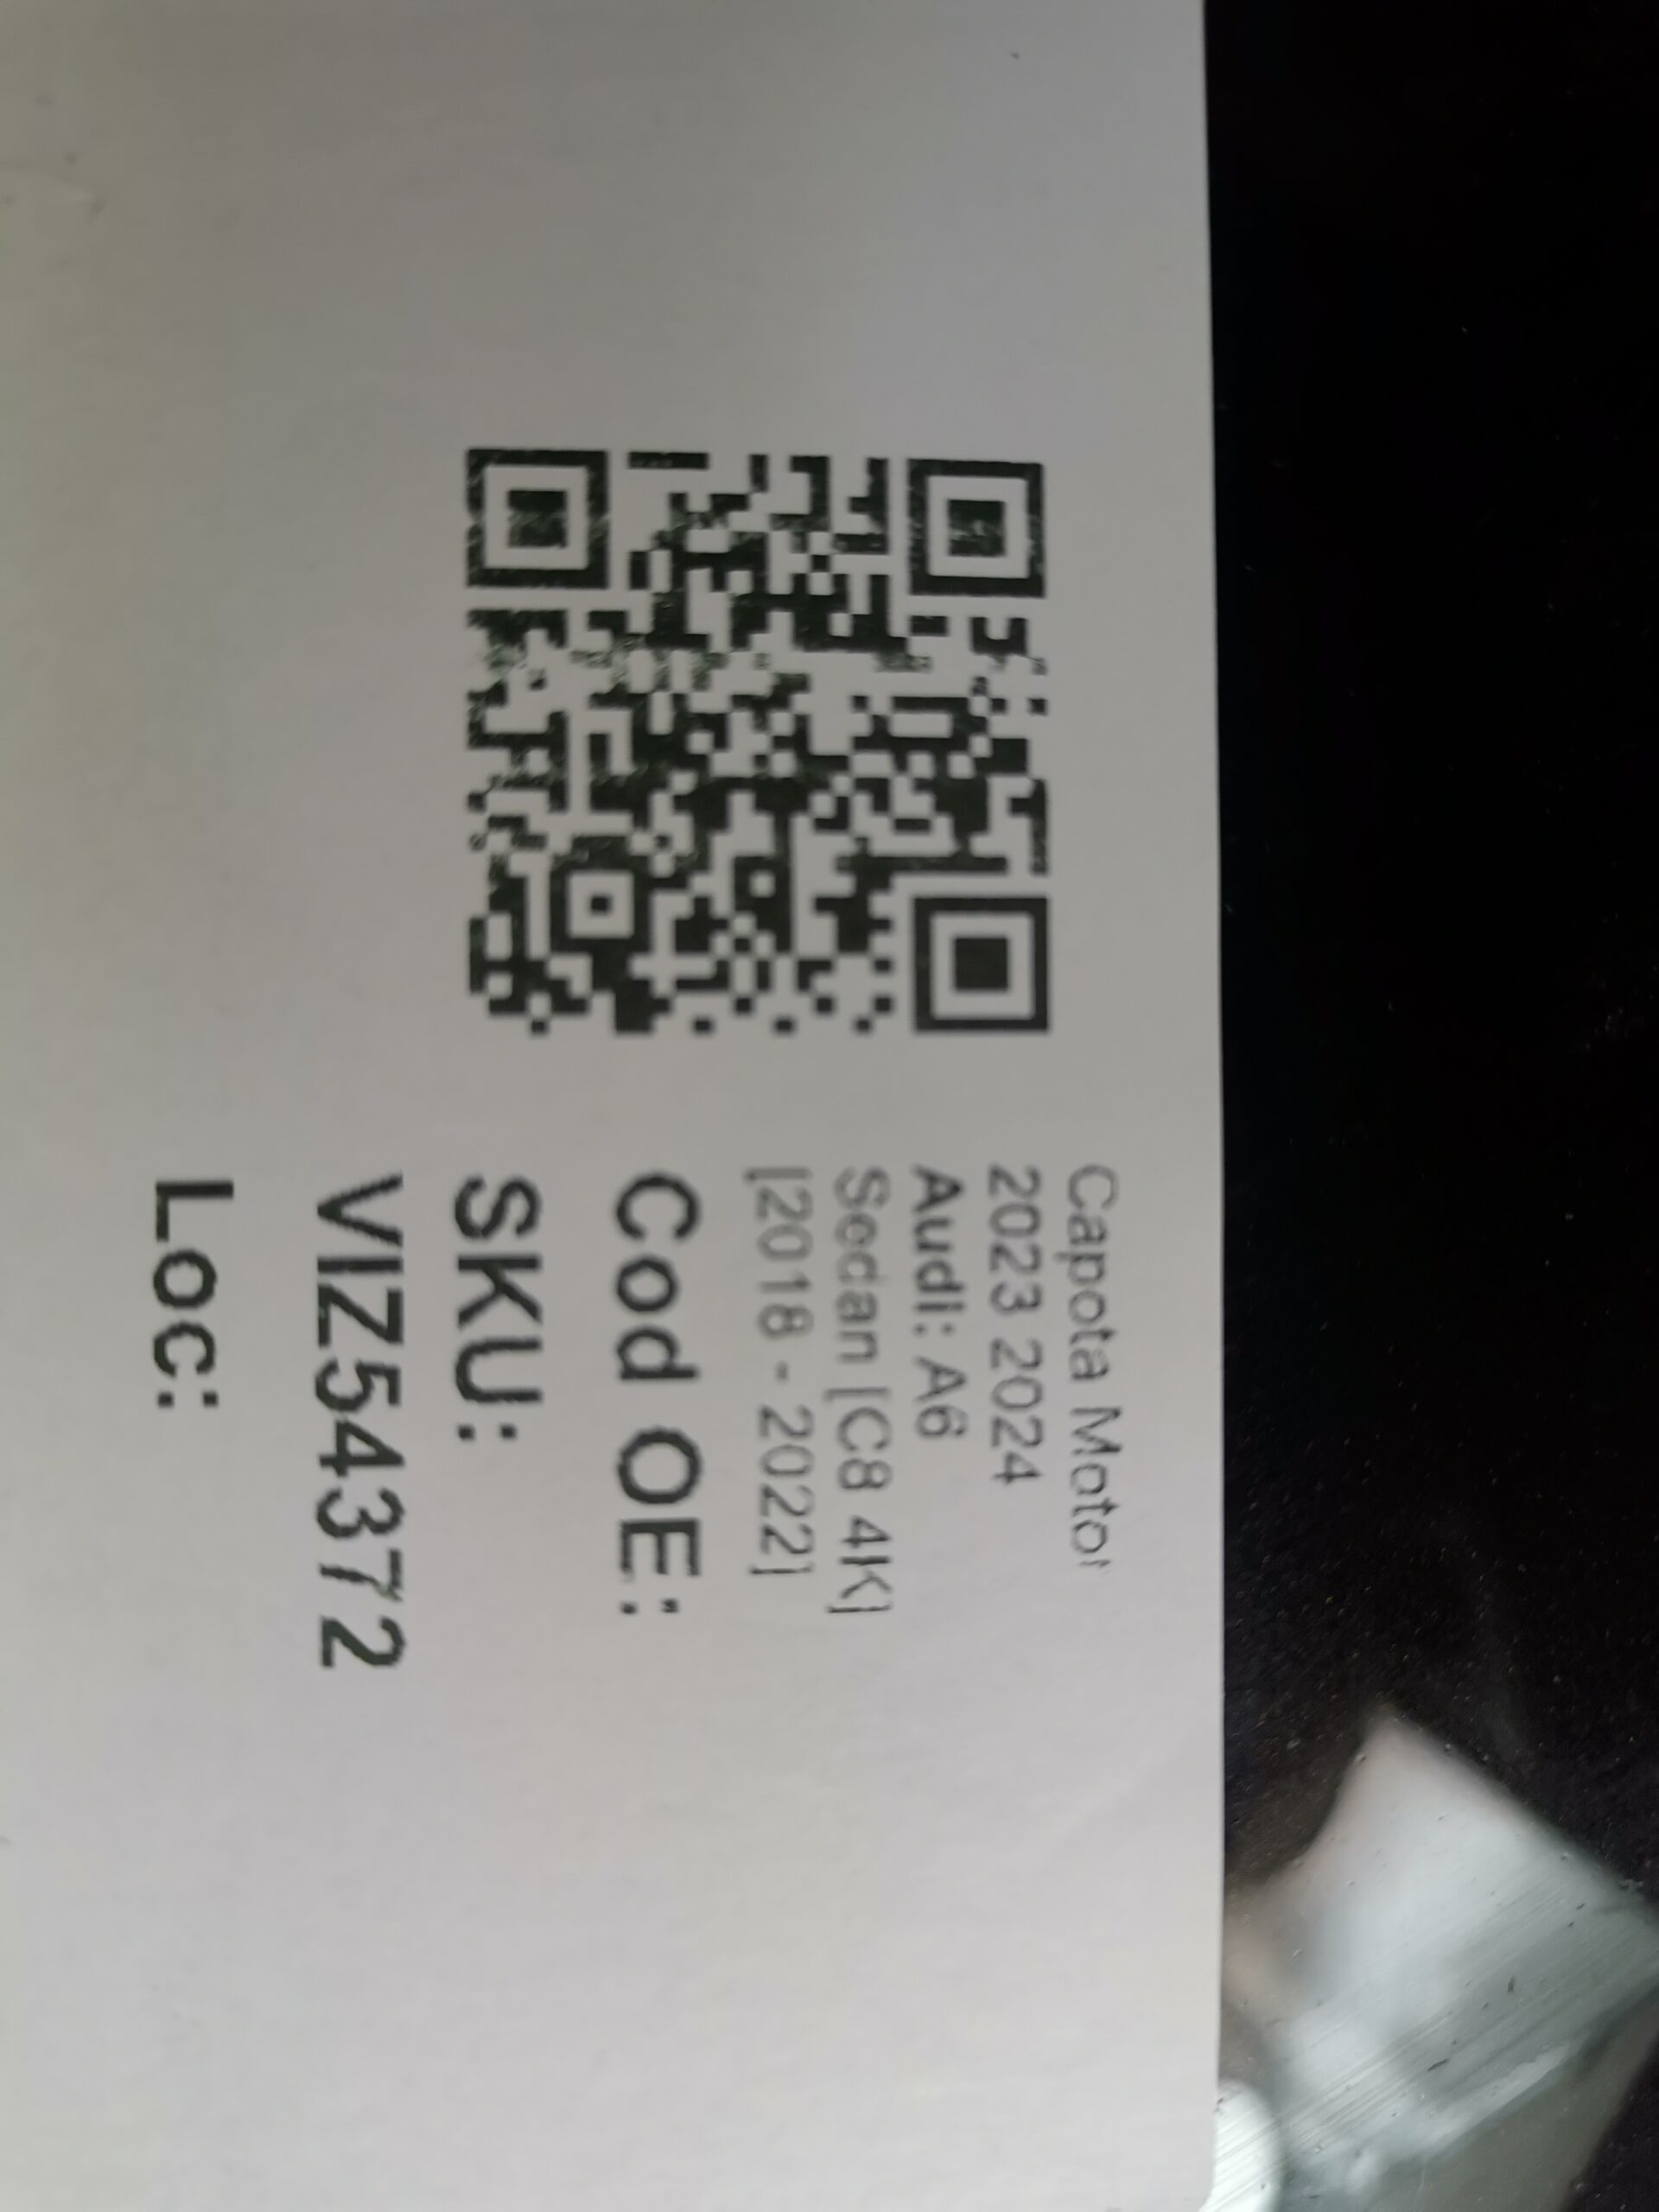 Capota Motor
2023 2024
Audi: A6
Sedan [C8 4K]
[2018 - 2022]
Cod OE:
SKU:
VIZ54372
Loc: